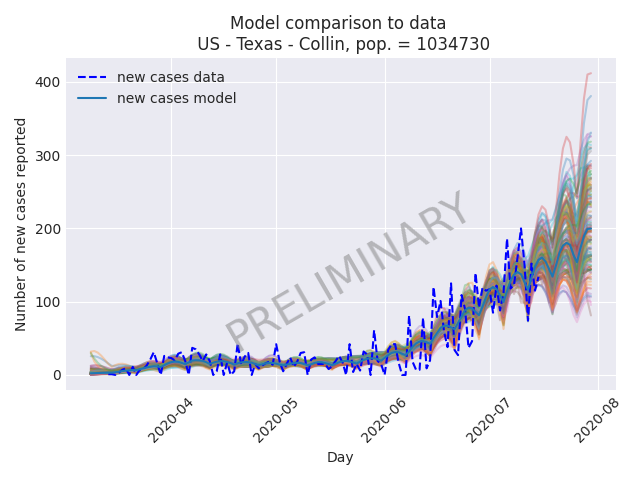 Model comparison to data
US - Texas - Collin, pop. = 1034730
new cases data
new cases model
Number of new cases reported
400
300
200
100
0
PRELIMINARY
2020-04
2020-05
2020-06
2020-07
2020-08
Day